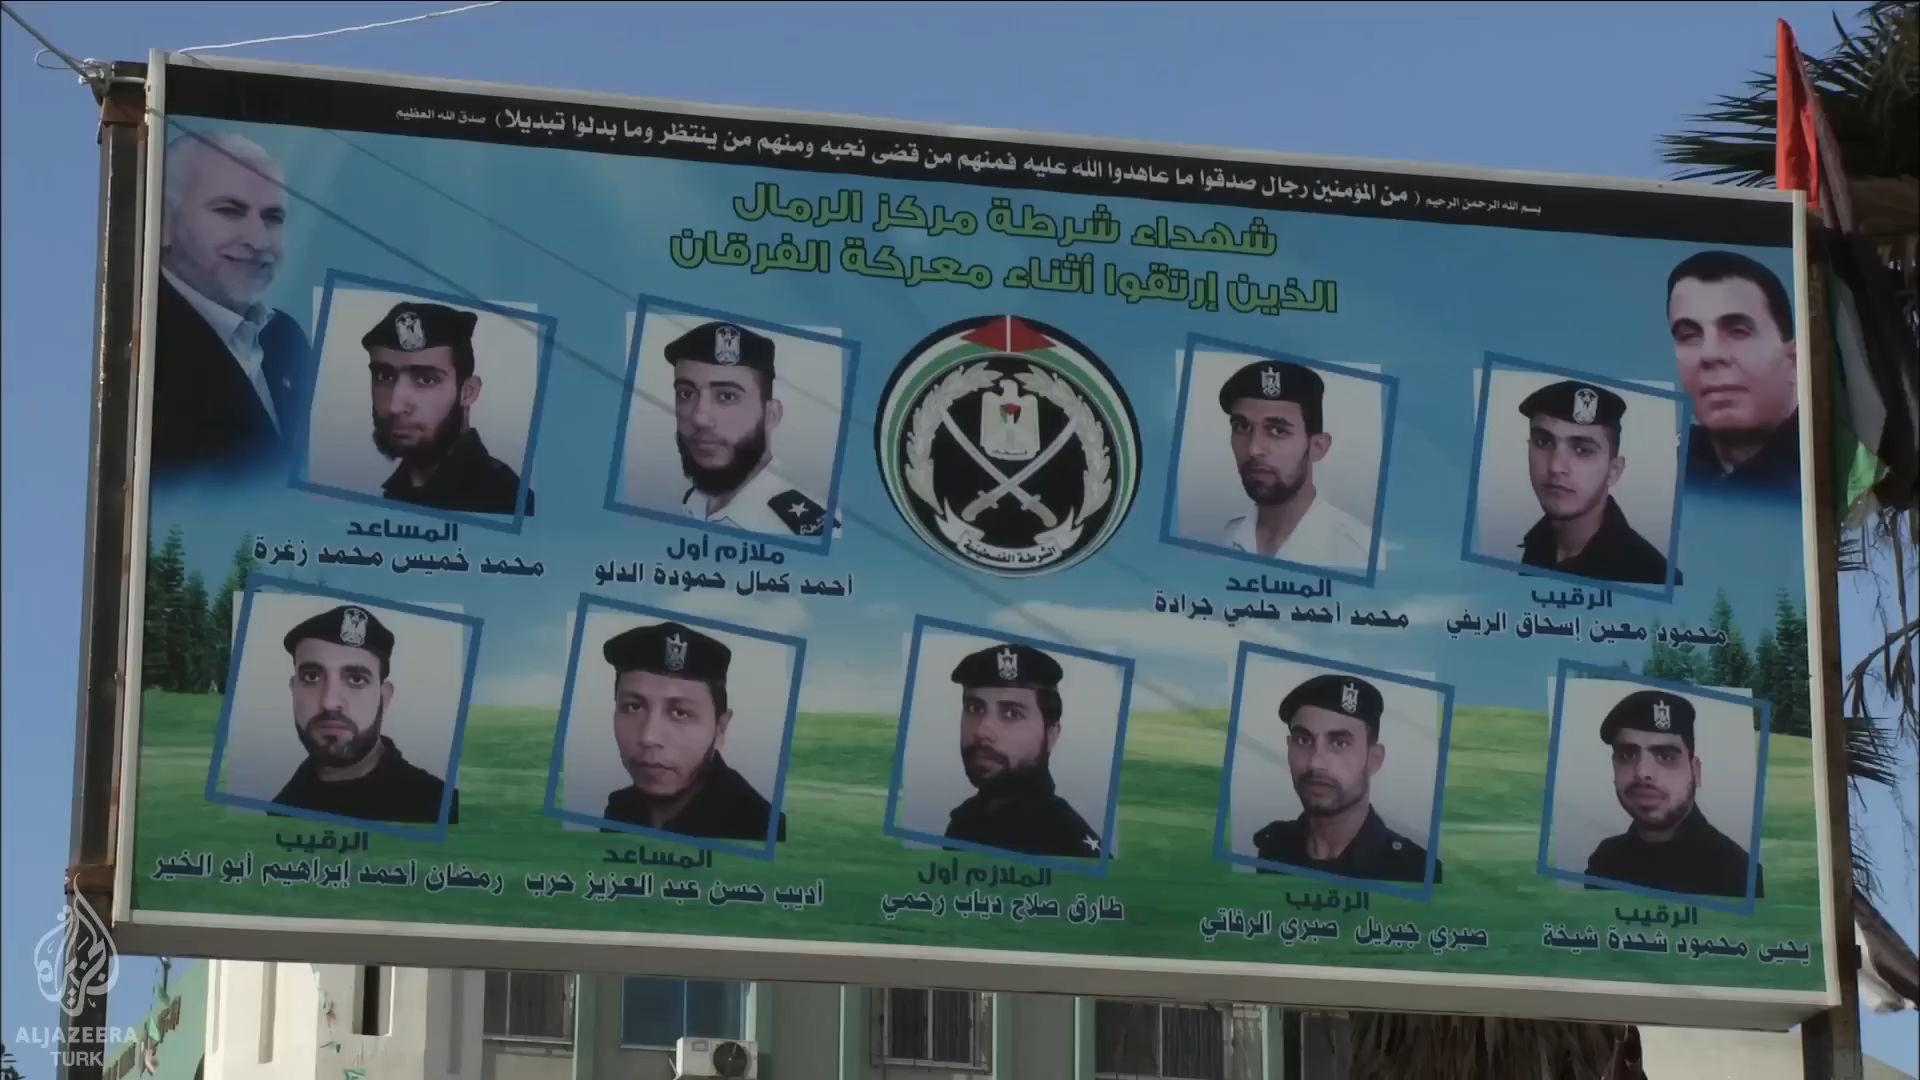 بسم الله الرحمن الرحيم ( من المؤمنين رجال صدقوا ما عاهدوا الله عليه فمنهم من قضى نحبه ومنهم من ينتظر وما بدلوا تبديلا) صدق الله العظيم
شهداء شرطة مركز الرمال
الذين إرتقوا أثناء معركة الفرقان
الشرطة الفلسطينية
الرقيب
محمود معين إسحاق الريفي
المساعد
محمد أحمد حلمي جرادة
ملازم أول
أحمد كمال حمودة الدلو
المساعد
محمد خميس محمد زغرة
الرقيب
يحيى محمود شحدة شيخة
الرقيب
صبري جبريل صبري الرفاتي
الملازم أول
طارق صلاح دياب رحمي
المساعد
أديب حسن عبد العزيز حرب
الرقيب
رمضان أحمد إبراهيم أبو الخير
الجزيرة
ALJAZEERA
TURK